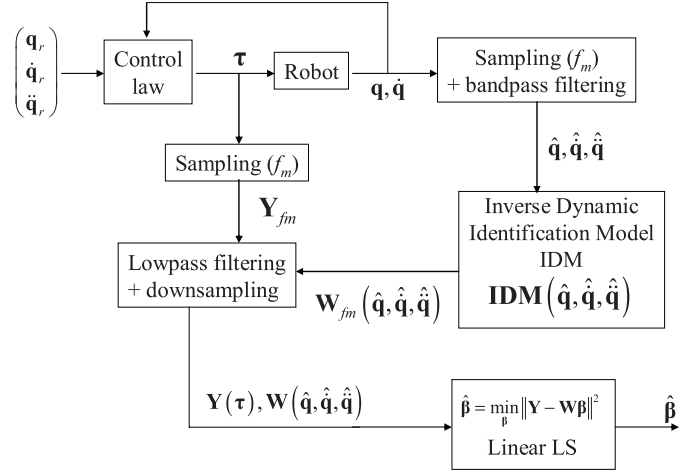 q_r
q̇_r
q̈_r
Control
law
τ
Robot
q, q̇
Sampling (f_m)
+ bandpass filtering
Sampling (f_m)
q̂, q̂̇, q̂̈
Y_fm
Inverse Dynamic
Identification Model
IDM
IDM(q̂, q̂̇, q̂̈)
Lowpass filtering
+ downsampling
W_fm(q̂, q̂̇, q̂̈)
Y(τ), W(q̂, q̂̇, q̂̈)
β̂ = min_β ‖Y − Wβ‖²
Linear LS
β̂